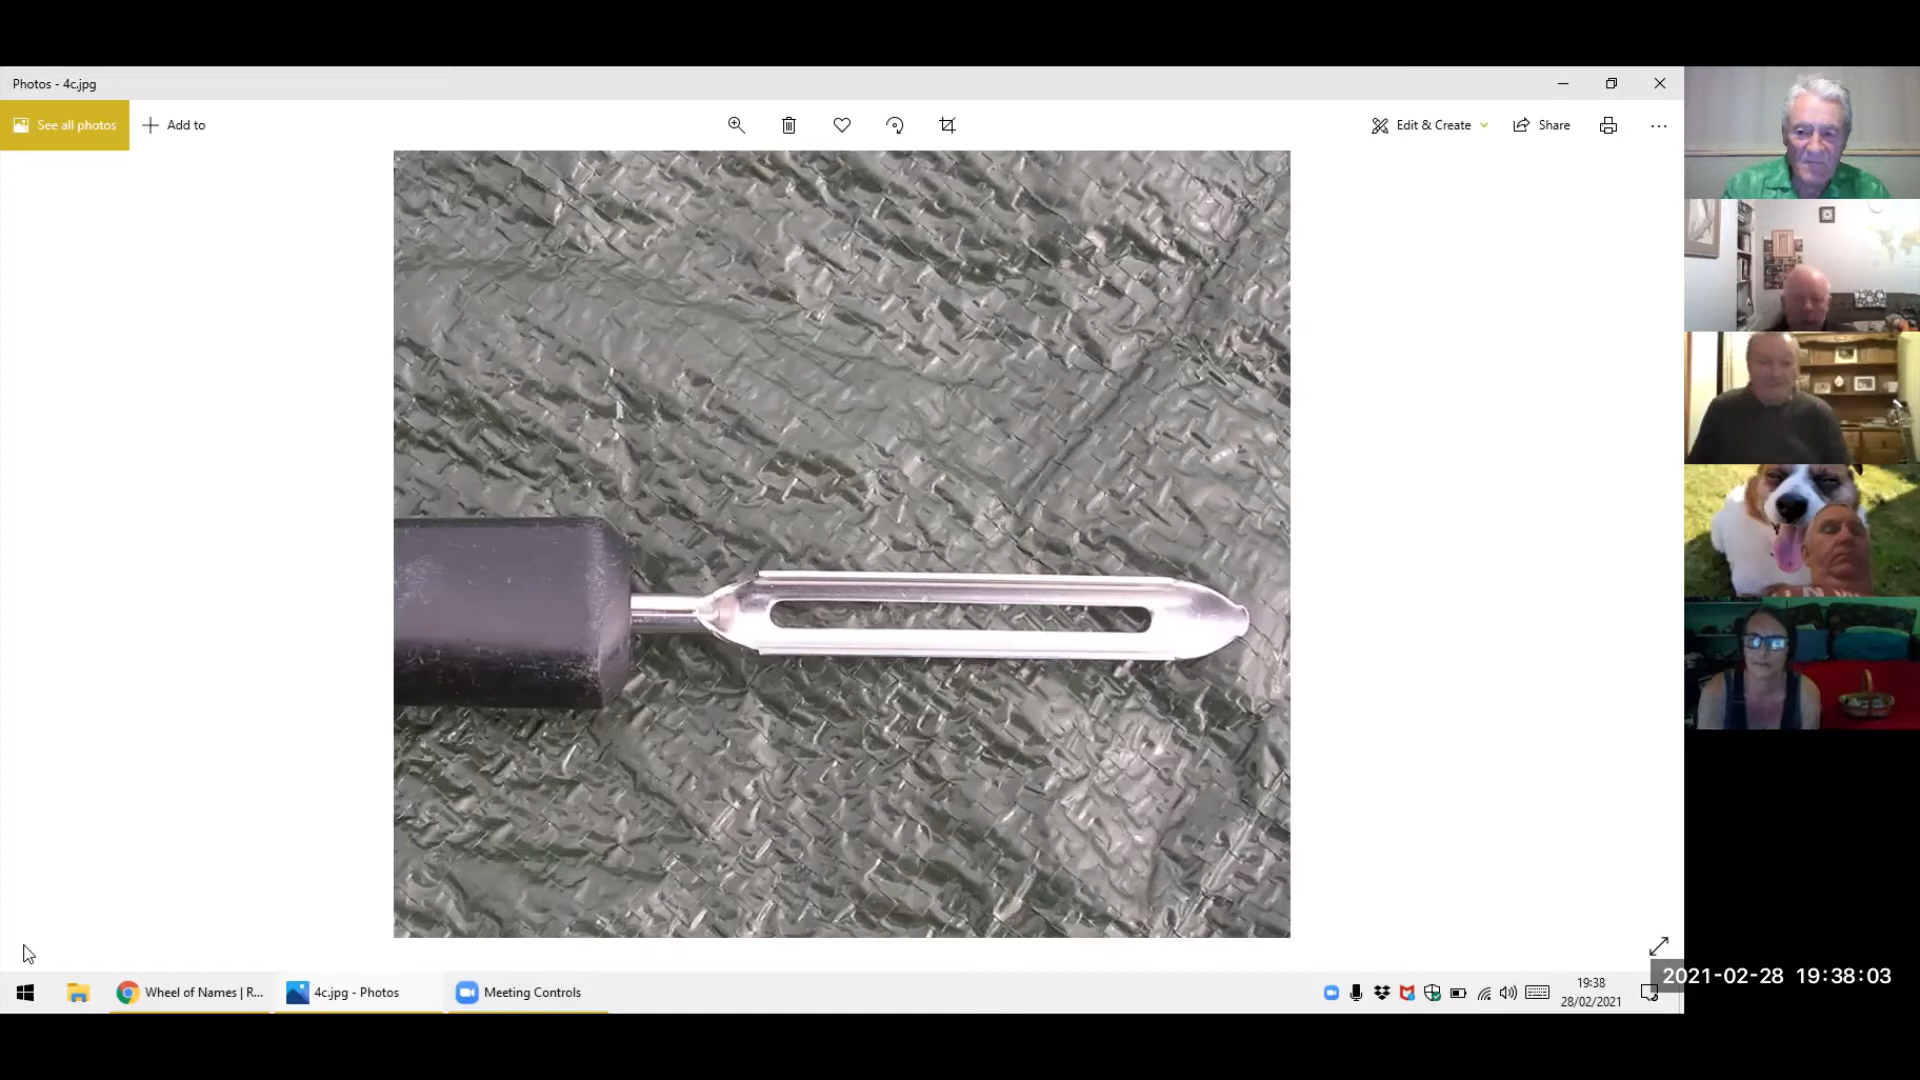 Photos - 4c.jpg
See all photos
Add to
Edit & Create
Share
Wheel of Names | R...
4c.jpg - Photos
Meeting Controls
19:38
28/02/2021
2021-02-28 19:38:03